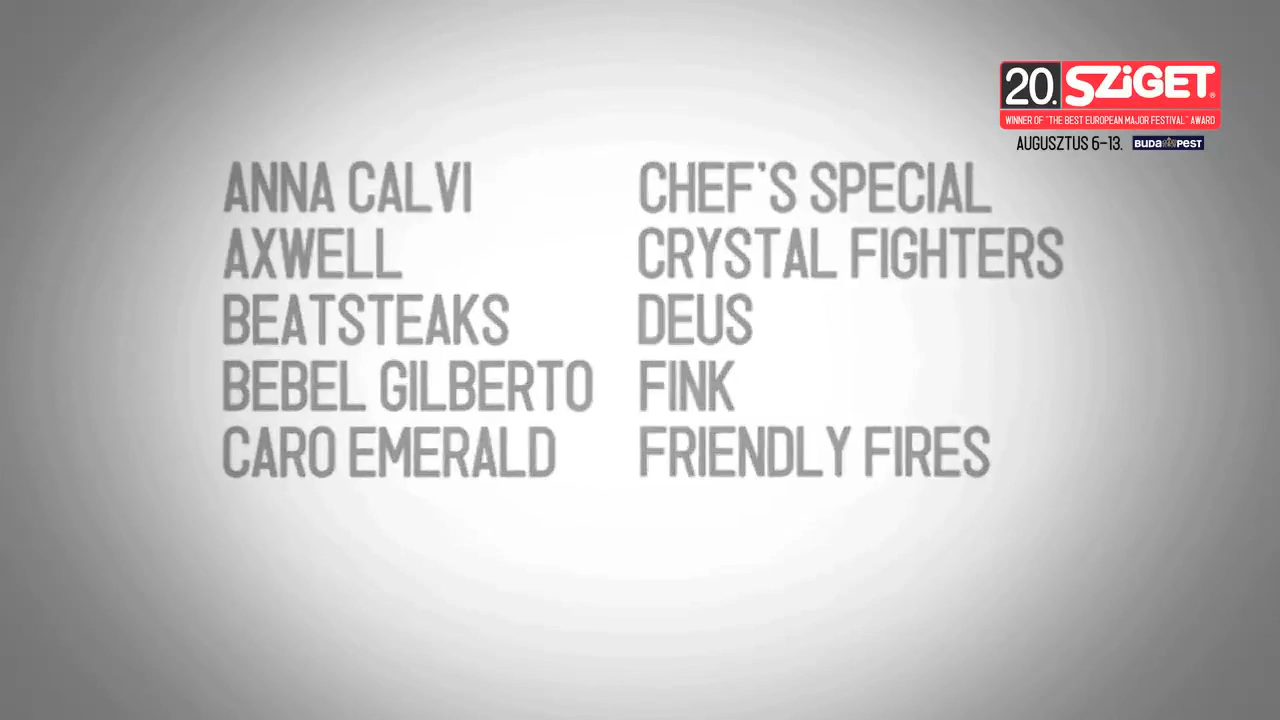 20. SZiGET®
WINNER OF "THE BEST EUROPEAN MAJOR FESTIVAL" AWARD
AUGUSZTUS 6-13. BUDAPEST
ANNA CALVI
AXWELL
BEATSTEAKS
BEBEL GILBERTO
CARO EMERALD
CHEF'S SPECIAL
CRYSTAL FIGHTERS
DEUS
FINK
FRIENDLY FIRES